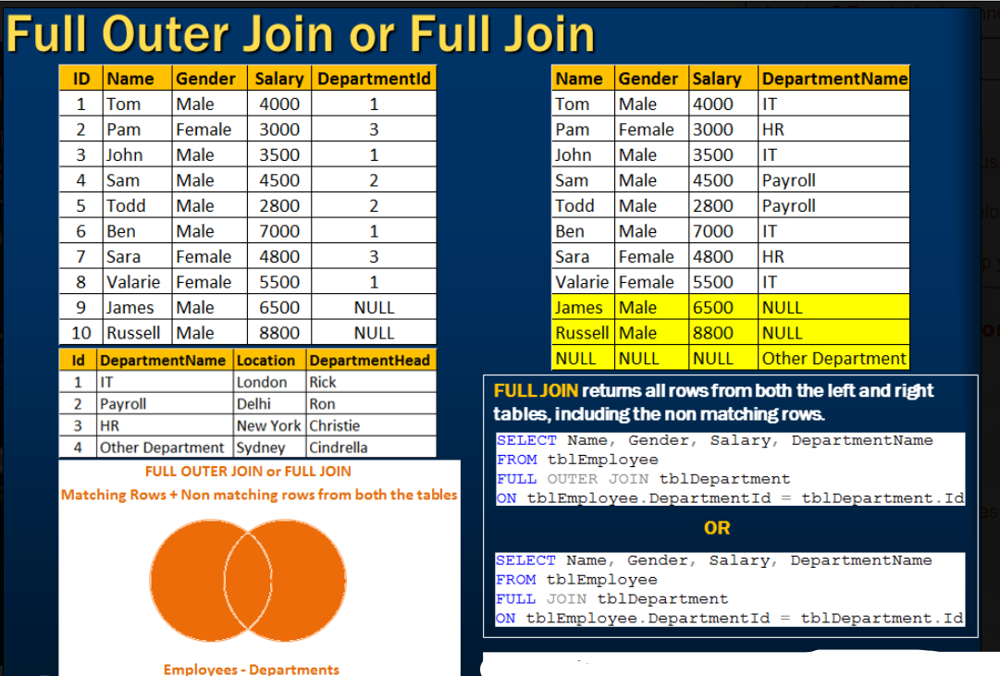 Full Outer Join or Full Join
ID Name Gender Salary DepartmentId
1 Tom Male 4000 1
2 Pam Female 3000 3
3 John Male 3500 1
4 Sam Male 4500 2
5 Todd Male 2800 2
6 Ben Male 7000 1
7 Sara Female 4800 3
8 Valarie Female 5500 1
9 James Male 6500 NULL
10 Russell Male 8800 NULL
Id DepartmentName Location DepartmentHead
1 IT London Rick
2 Payroll Delhi Ron
3 HR New York Christie
4 Other Department Sydney Cindrella
FULL OUTER JOIN or FULL JOIN
Matching Rows + Non matching rows from both the tables
Employees - Departments
Name Gender Salary DepartmentName
Tom Male 4000 IT
Pam Female 3000 HR
John Male 3500 IT
Sam Male 4500 Payroll
Todd Male 2800 Payroll
Ben Male 7000 IT
Sara Female 4800 HR
Valarie Female 5500 IT
James Male 6500 NULL
Russell Male 8800 NULL
NULL NULL NULL Other Department
FULL JOIN returns all rows from both the left and right
tables, including the non matching rows.
SELECT Name, Gender, Salary, DepartmentName
FROM tblEmployee
FULL OUTER JOIN tblDepartment
ON tblEmployee.DepartmentId = tblDepartment.Id
OR
SELECT Name, Gender, Salary, DepartmentName
FROM tblEmployee
FULL JOIN tblDepartment
ON tblEmployee.DepartmentId = tblDepartment.Id